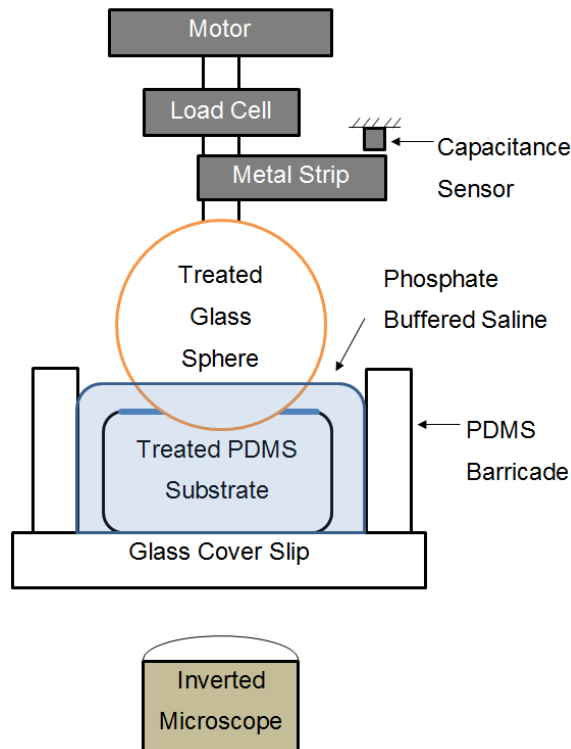 Motor
Load Cell
Metal Strip
Capacitance
Sensor
Treated
Glass
Sphere
Phosphate
Buffered Saline
Treated PDMS
Substrate
PDMS
Barricade
Glass Cover Slip
Inverted
Microscope